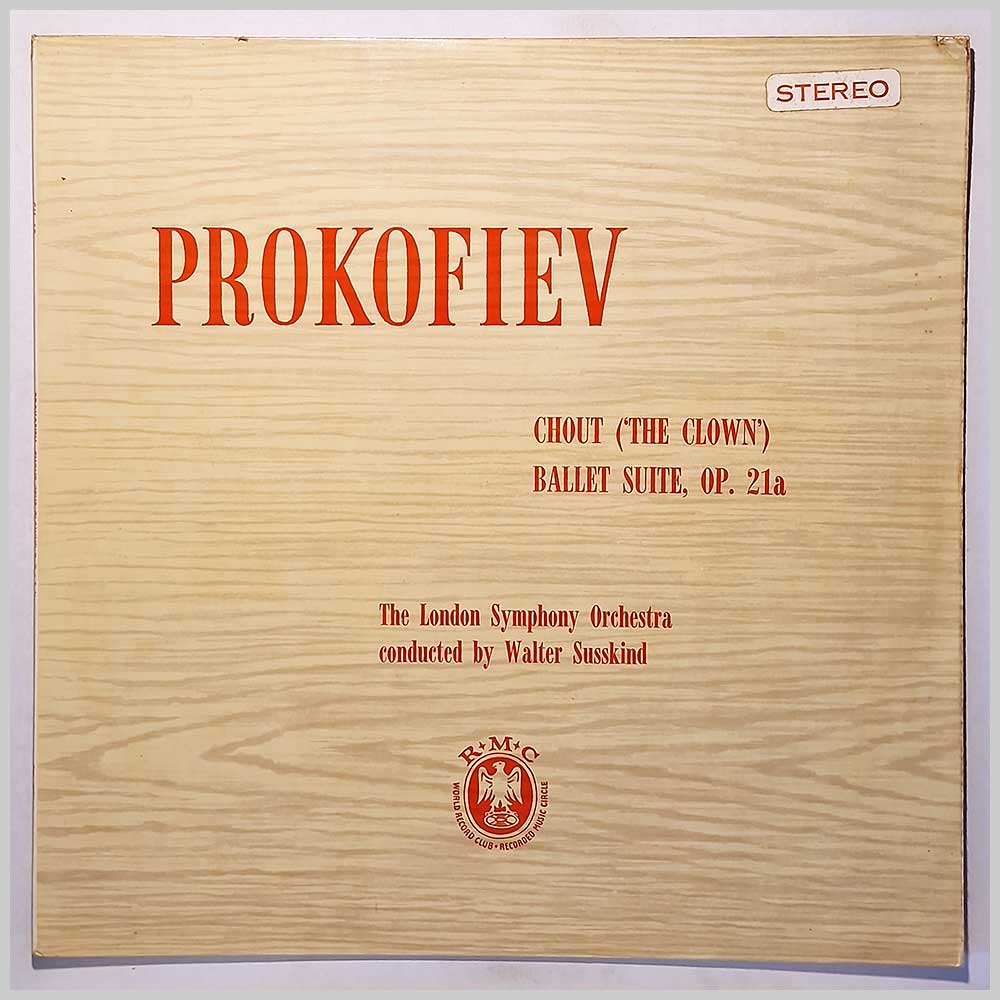 STEREO
PROKOFIEV
CHOUT (‘THE CLOWN’)
BALLET SUITE, OP. 21a
The London Symphony Orchestra
conducted by Walter Susskind
R✦M✦C
WORLD RECORD CLUB • RECORDED MUSIC CIRCLE